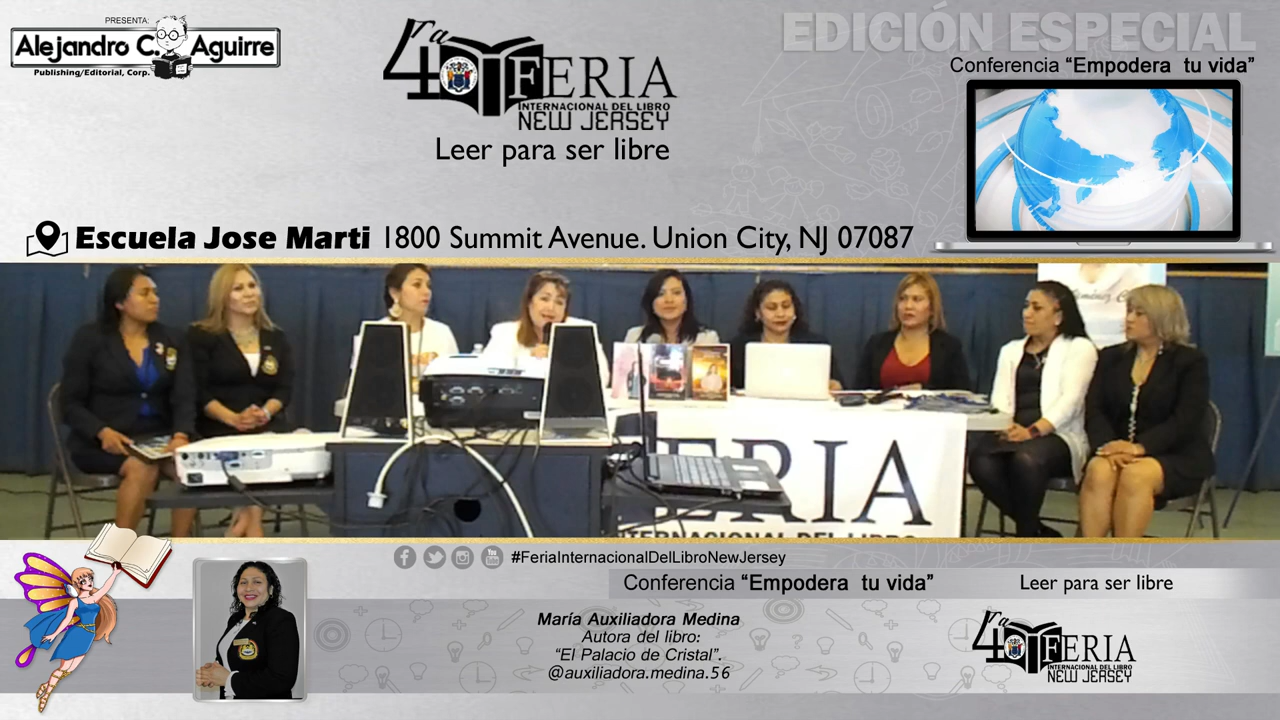 PRESENTA:
Alejandro C. Aguirre
Publishing/Editorial, Corp.
4ta FERIA
INTERNACIONAL DEL LIBRO
NEW JERSEY
Leer para ser libre
EDICIÓN ESPECIAL
Conferencia “Empodera tu vida”
Escuela Jose Marti 1800 Summit Avenue. Union City, NJ 07087
FERIA
INTERNACIONAL DEL LIBRO
#FeriaInternacionalDelLibroNewJersey
Conferencia “Empodera tu vida”
Leer para ser libre
María Auxiliadora Medina
Autora del libro:
“El Palacio de Cristal”.
@auxiliadora.medina.56
4ta FERIA
INTERNACIONAL DEL LIBRO
NEW JERSEY